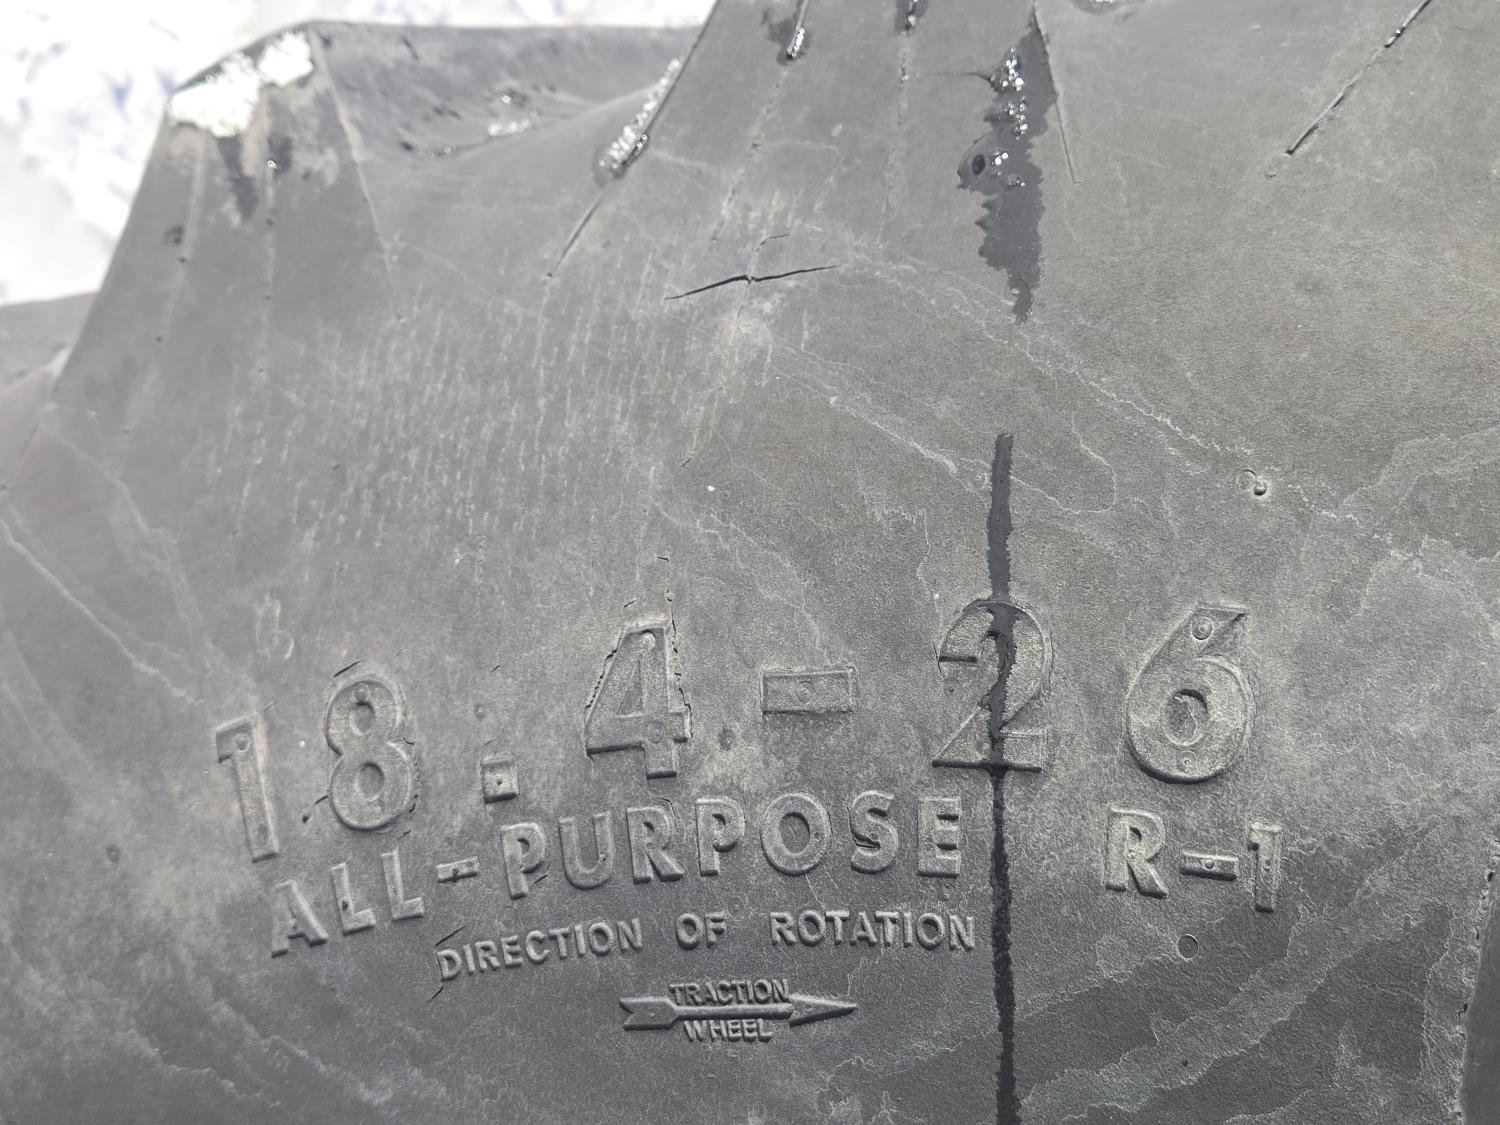 18.4-26
ALL-PURPOSE R-1
DIRECTION OF ROTATION
TRACTION
WHEEL